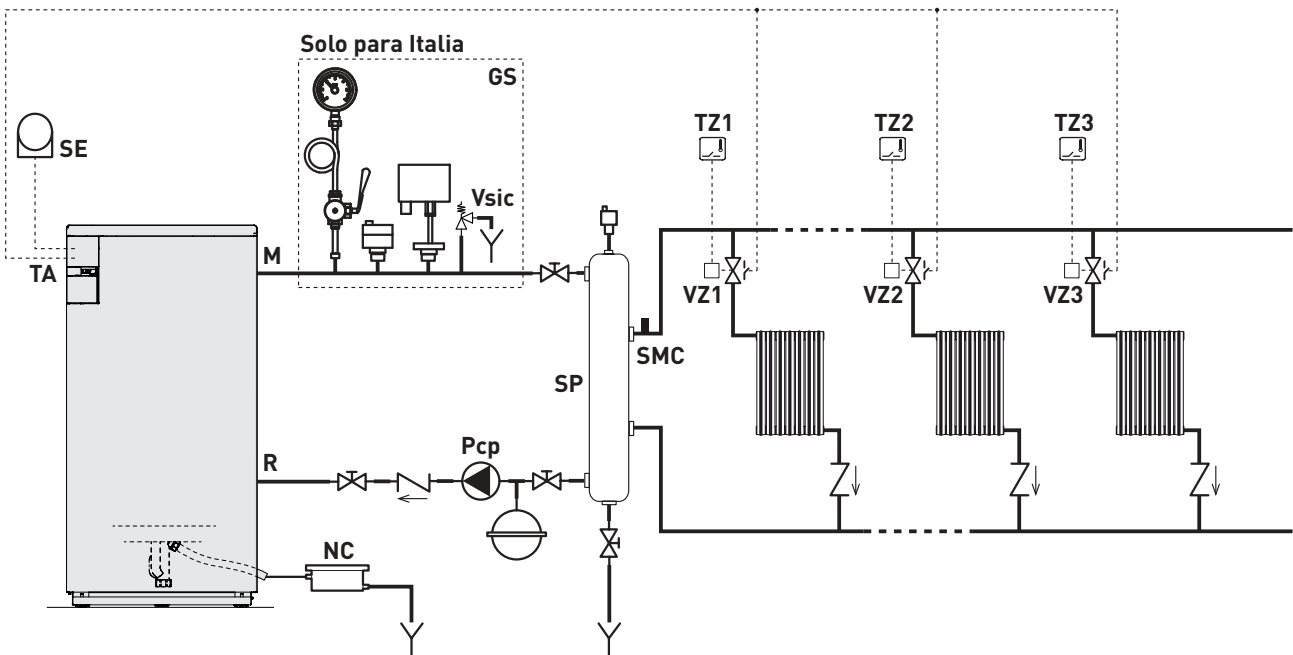 Solo para Italia
GS
SE
TZ1
TZ2
TZ3
Vsic
TA
M
VZ1
VZ2
VZ3
SMC
SP
Pcp
R
NC